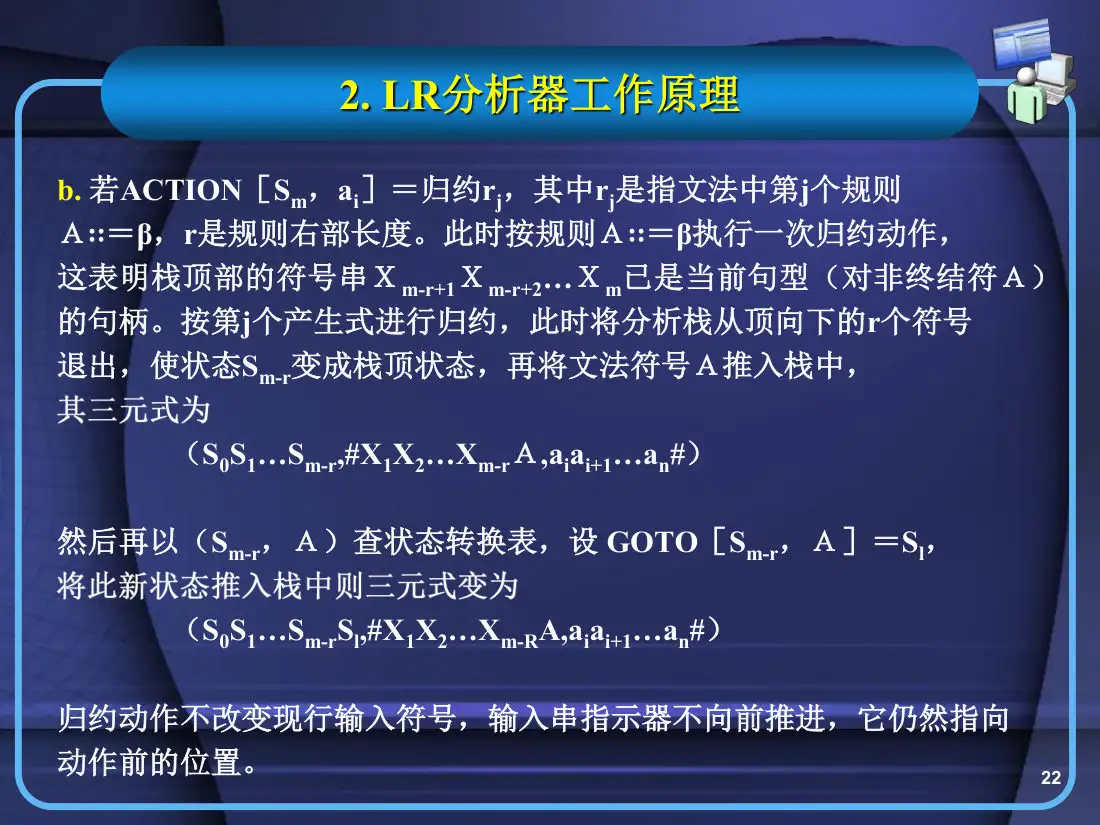 2. LR分析器工作原理
b. 若ACTION［Sm，ai］＝归约rj，其中rj是指文法中第j个规则
Ａ∷＝β，r是规则右部长度。此时按规则Ａ∷＝β执行一次归约动作，
这表明栈顶部的符号串Ｘm-r+1Ｘm-r+2…Ｘm已是当前句型（对非终结符Ａ）
的句柄。按第j个产生式进行归约，此时将分析栈从顶向下的r个符号
退出，使状态Sm-r变成栈顶状态，再将文法符号Ａ推入栈中，
其三元式为
（S0S1…Sm-r,#X1X2…Xm-rＡ,aiai+1…an#）
然后再以（Sm-r，Ａ）查状态转换表，设 GOTO［Sm-r，Ａ］＝Sl，
将此新状态推入栈中则三元式变为
（S0S1…Sm-rSl,#X1X2…Xm-RA,aiai+1…an#）
归约动作不改变现行输入符号，输入串指示器不向前推进，它仍然指向
动作前的位置。
22